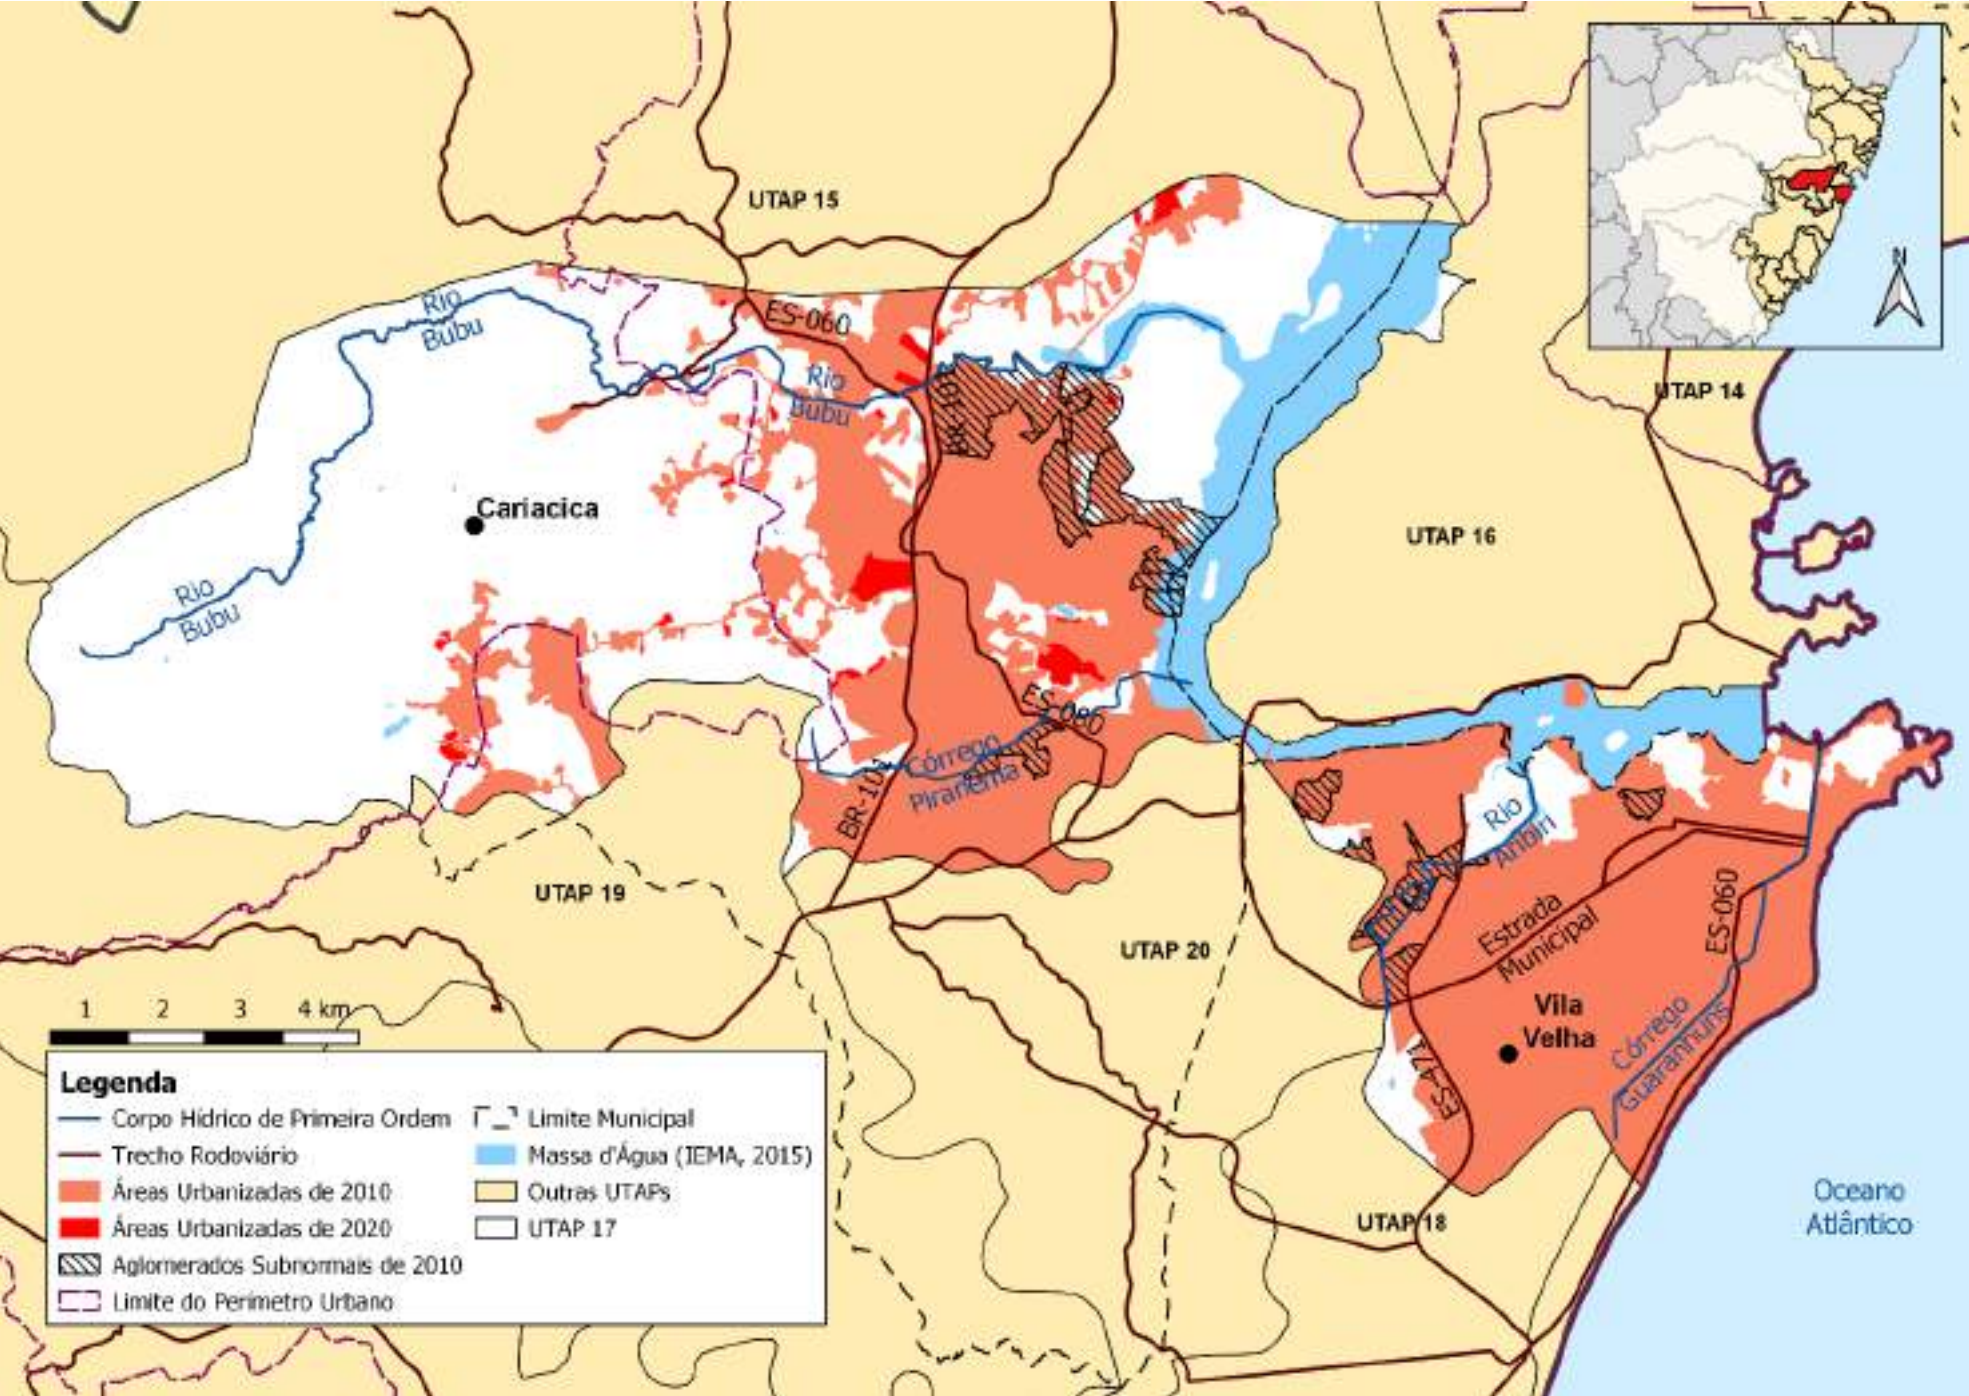 UTAP 15
N
ES-060
Rio
Bubu
Rio
Bubu
BR-101
UTAP 14
Cariacica
UTAP 16
Rio
Bubu
ES-080
Córrego
Piranema
BR-101
Rio
Aribiri
UTAP 19
UTAP 20
Estrada
Municipal
ES-060
Vila
Velha
Córrego
Guaranhuns
ES-471
1 2 3 4 km
Legenda
Corpo Hídrico de Primeira Ordem
Trecho Rodoviário
Áreas Urbanizadas de 2010
Áreas Urbanizadas de 2020
Aglomerados Subnormais de 2010
Limite do Perímetro Urbano
Limite Municipal
Massa d'Água (IEMA, 2015)
Outras UTAPs
UTAP 17
UTAP 18
Oceano
Atlântico